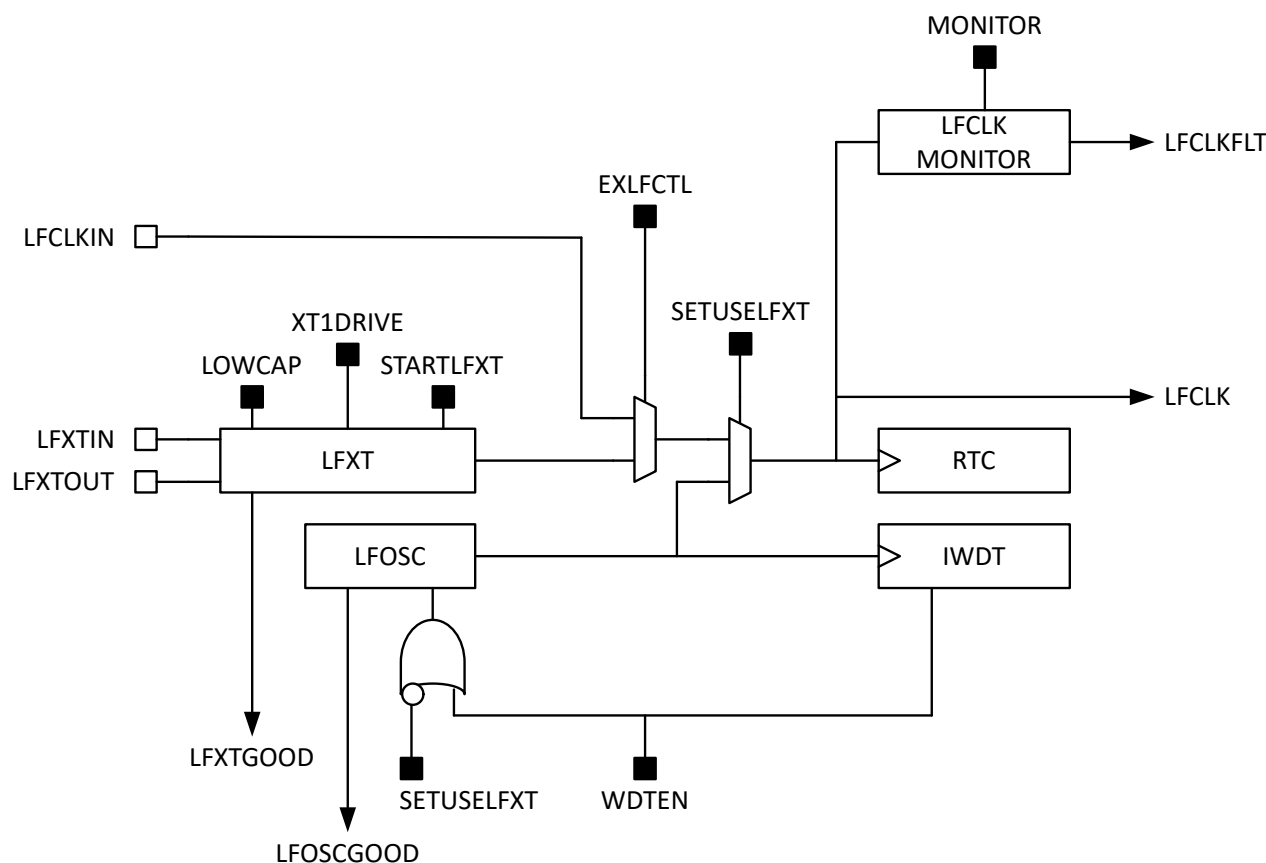 MONITOR
LFCLK
MONITOR
LFCLKFLT
EXLFCTL
LFCLKIN
SETUSELFXT
XT1DRIVE
LOWCAP
STARTLFXT
LFCLK
LFXTIN
LFXT
RTC
LFXTOUT
LFOSC
IWDT
LFXTGOOD
SETUSELFXT
WDTEN
LFOSCGOOD